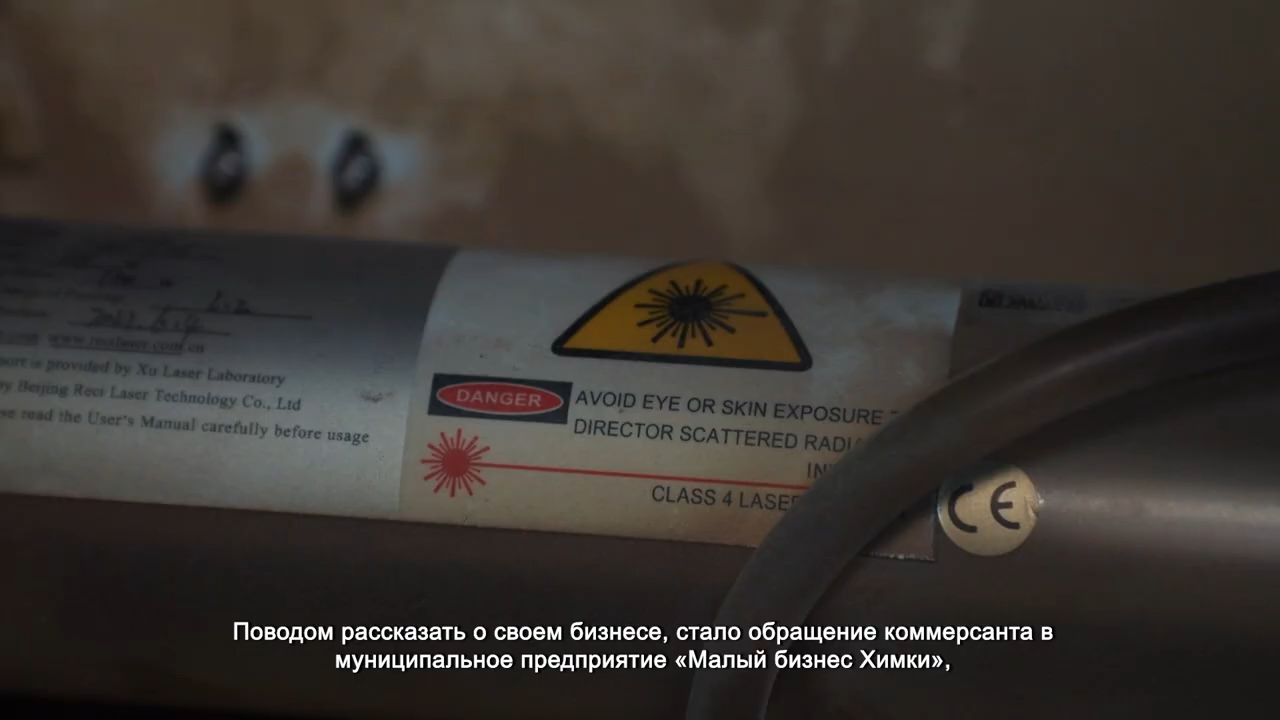 www.recilaser.com.cn
port is provided by Xu Laser Laboratory
by Beijing Reci Laser Technology Co., Ltd
se read the User's Manual carefully before usage
DANGER
AVOID EYE OR SKIN EXPOSURE
DIRECTOR SCATTERED RADIA
CLASS 4 LASER
CE
Поводом рассказать о своем бизнесе, стало обращение коммерсанта в
муниципальное предприятие «Малый бизнес Химки»,